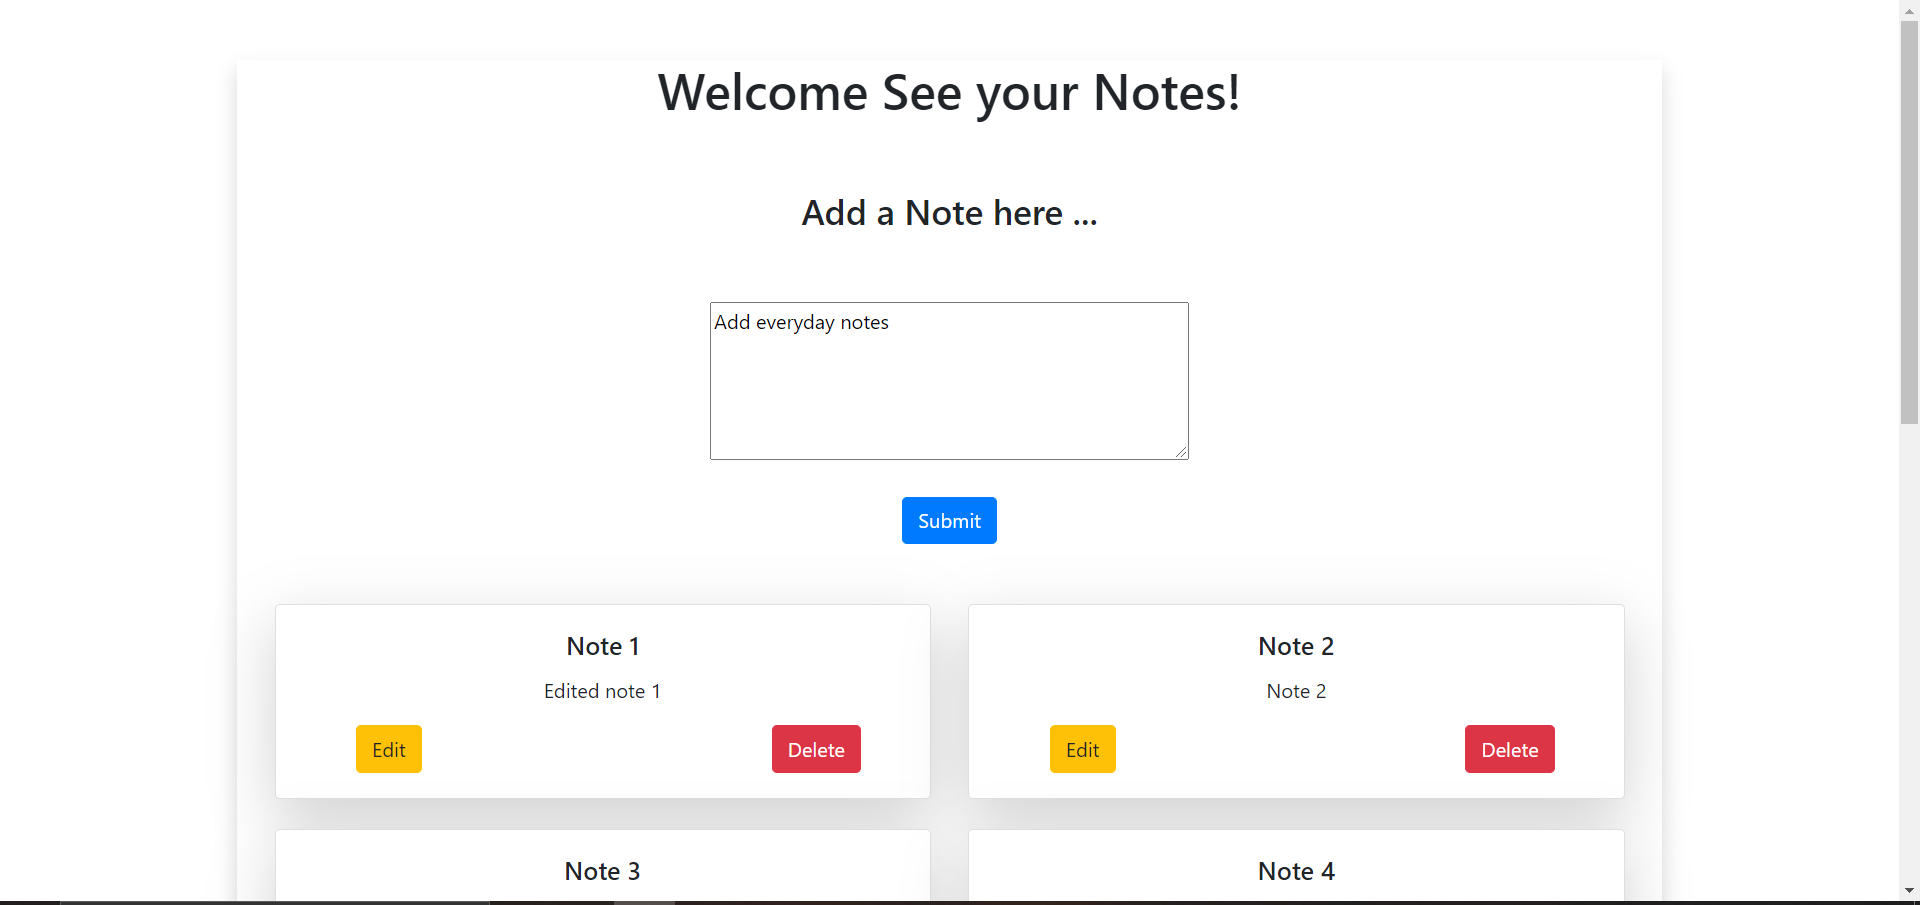 Welcome See your Notes!
Add a Note here ...
Add everyday notes
Submit
Note 1
Edited note 1
Edit
Delete
Note 2
Note 2
Edit
Delete
Note 3
Note 4